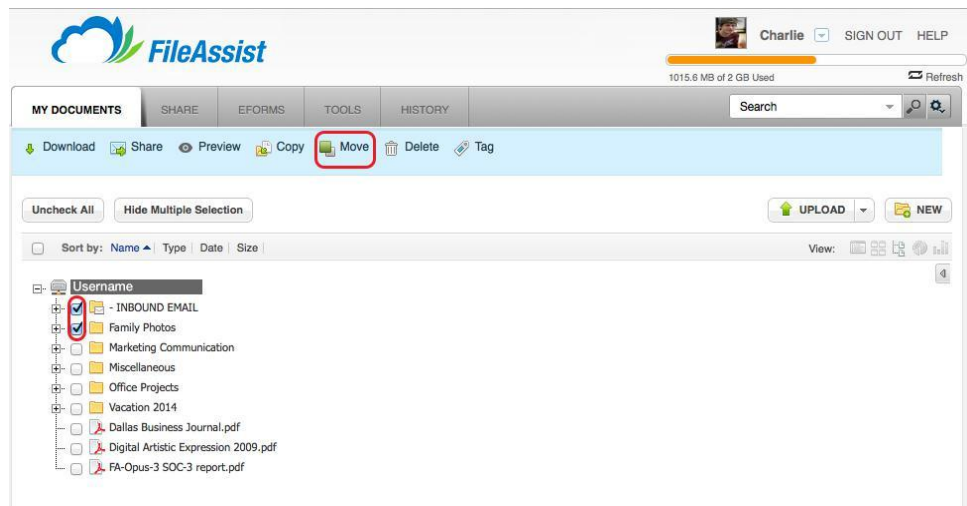 FileAssist
Charlie SIGN OUT HELP
1015.6 MB of 2 GB Used Refresh
MY DOCUMENTS SHARE EFORMS TOOLS HISTORY Search
Download Share Preview Copy Move Delete Tag
Uncheck All Hide Multiple Selection UPLOAD NEW
Sort by: Name Type Date Size View:
Username
- INBOUND EMAIL
Family Photos
Marketing Communication
Miscellaneous
Office Projects
Vacation 2014
Dallas Business Journal.pdf
Digital Artistic Expression 2009.pdf
FA-Opus-3 SOC-3 report.pdf